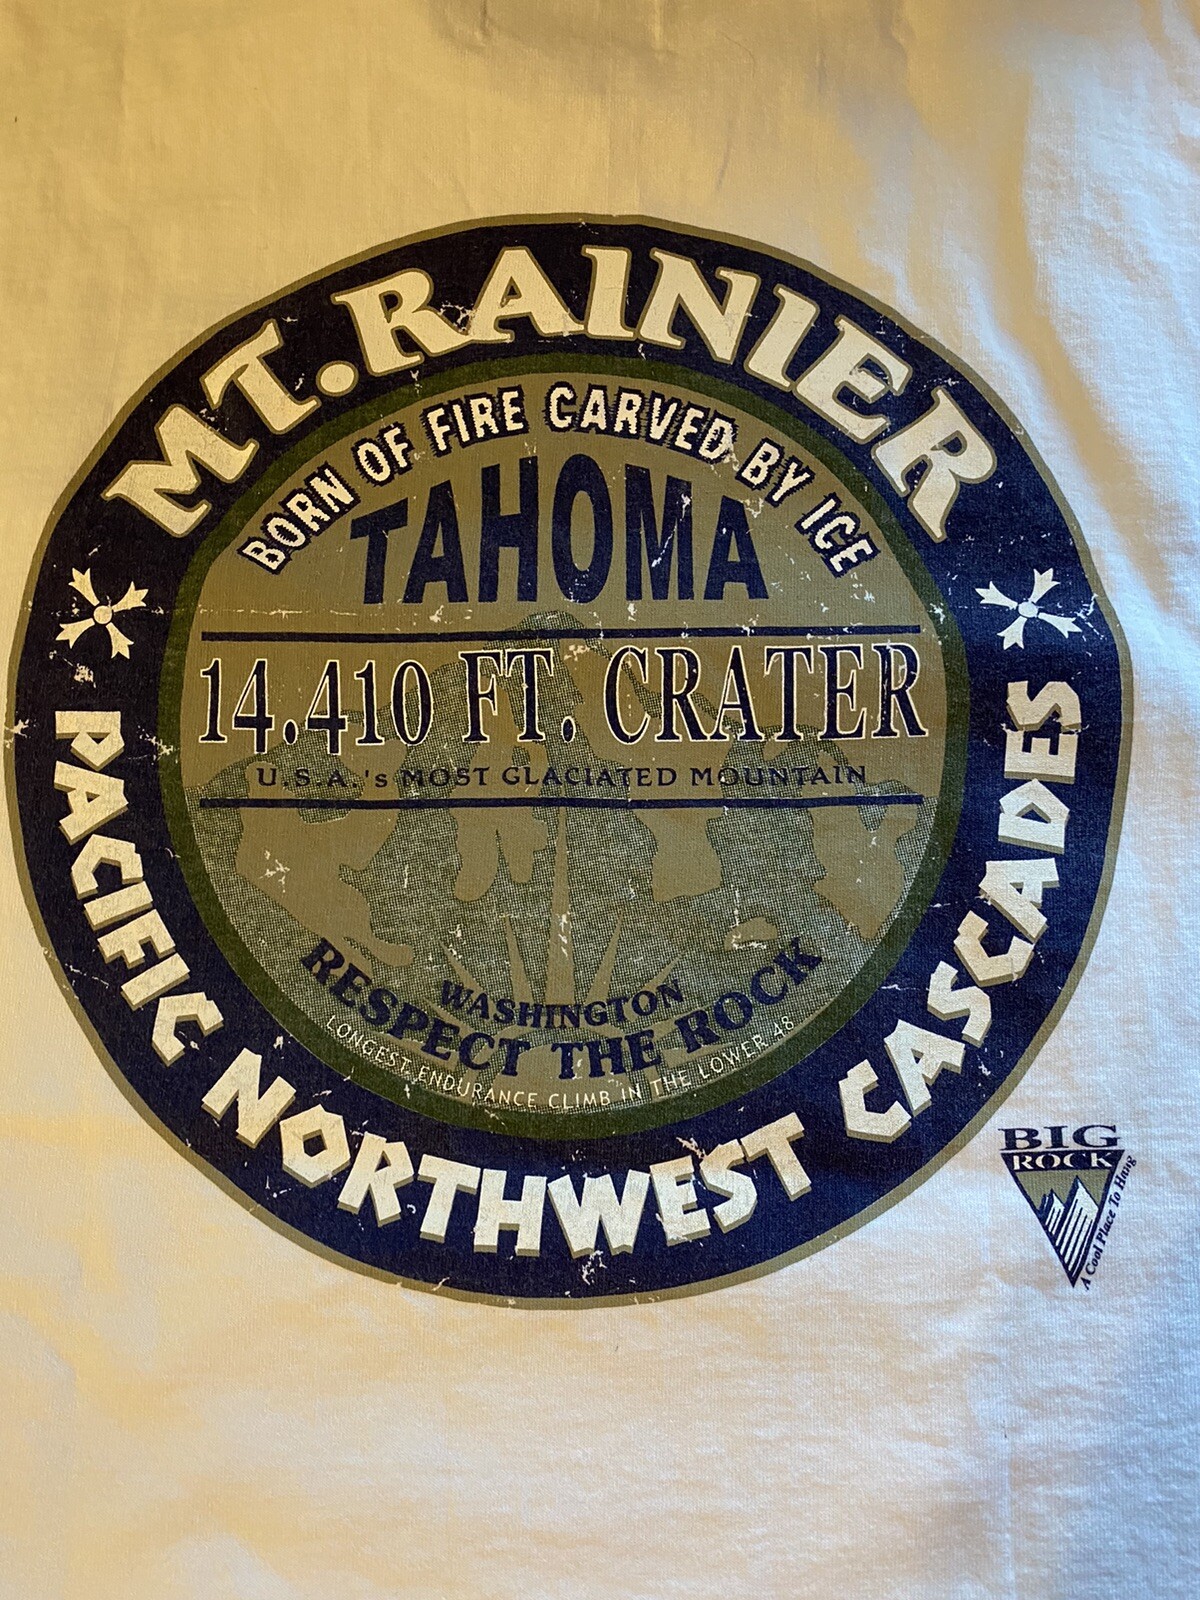 MT. RAINIER
BORN OF FIRE CARVED BY ICE
TAHOMA
14.410 FT. CRATER
U.S.A.'s MOST GLACIATED MOUNTAIN
WASHINGTON
RESPECT THE ROCK
LONGEST ENDURANCE CLIMB IN THE LOWER 48
PACIFIC NORTHWEST CASCADES
BIG
ROCK
A Cool Place To Hang